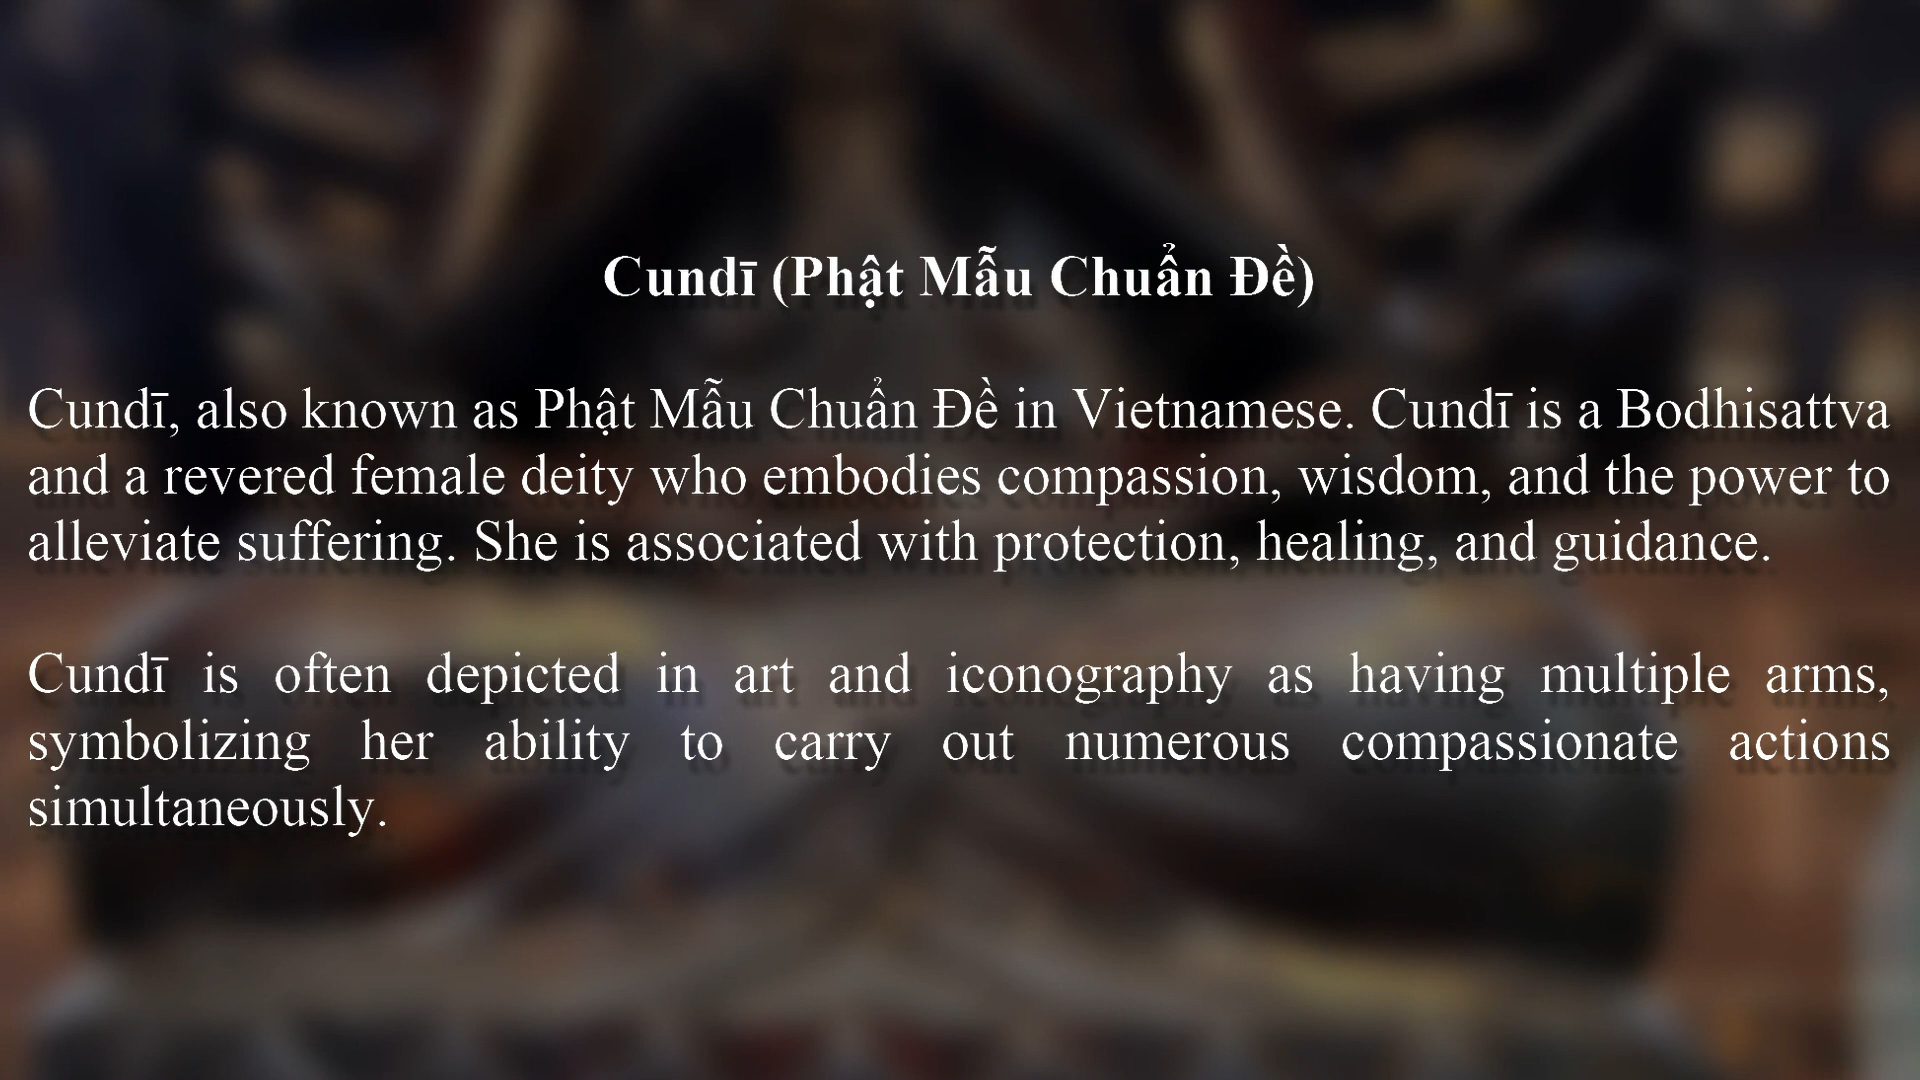 Cundī (Phật Mẫu Chuẩn Đề)
Cundī, also known as Phật Mẫu Chuẩn Đề in Vietnamese. Cundī is a Bodhisattva
and a revered female deity who embodies compassion, wisdom, and the power to
alleviate suffering. She is associated with protection, healing, and guidance.
Cundī is often depicted in art and iconography as having multiple arms,
symbolizing her ability to carry out numerous compassionate actions
simultaneously.